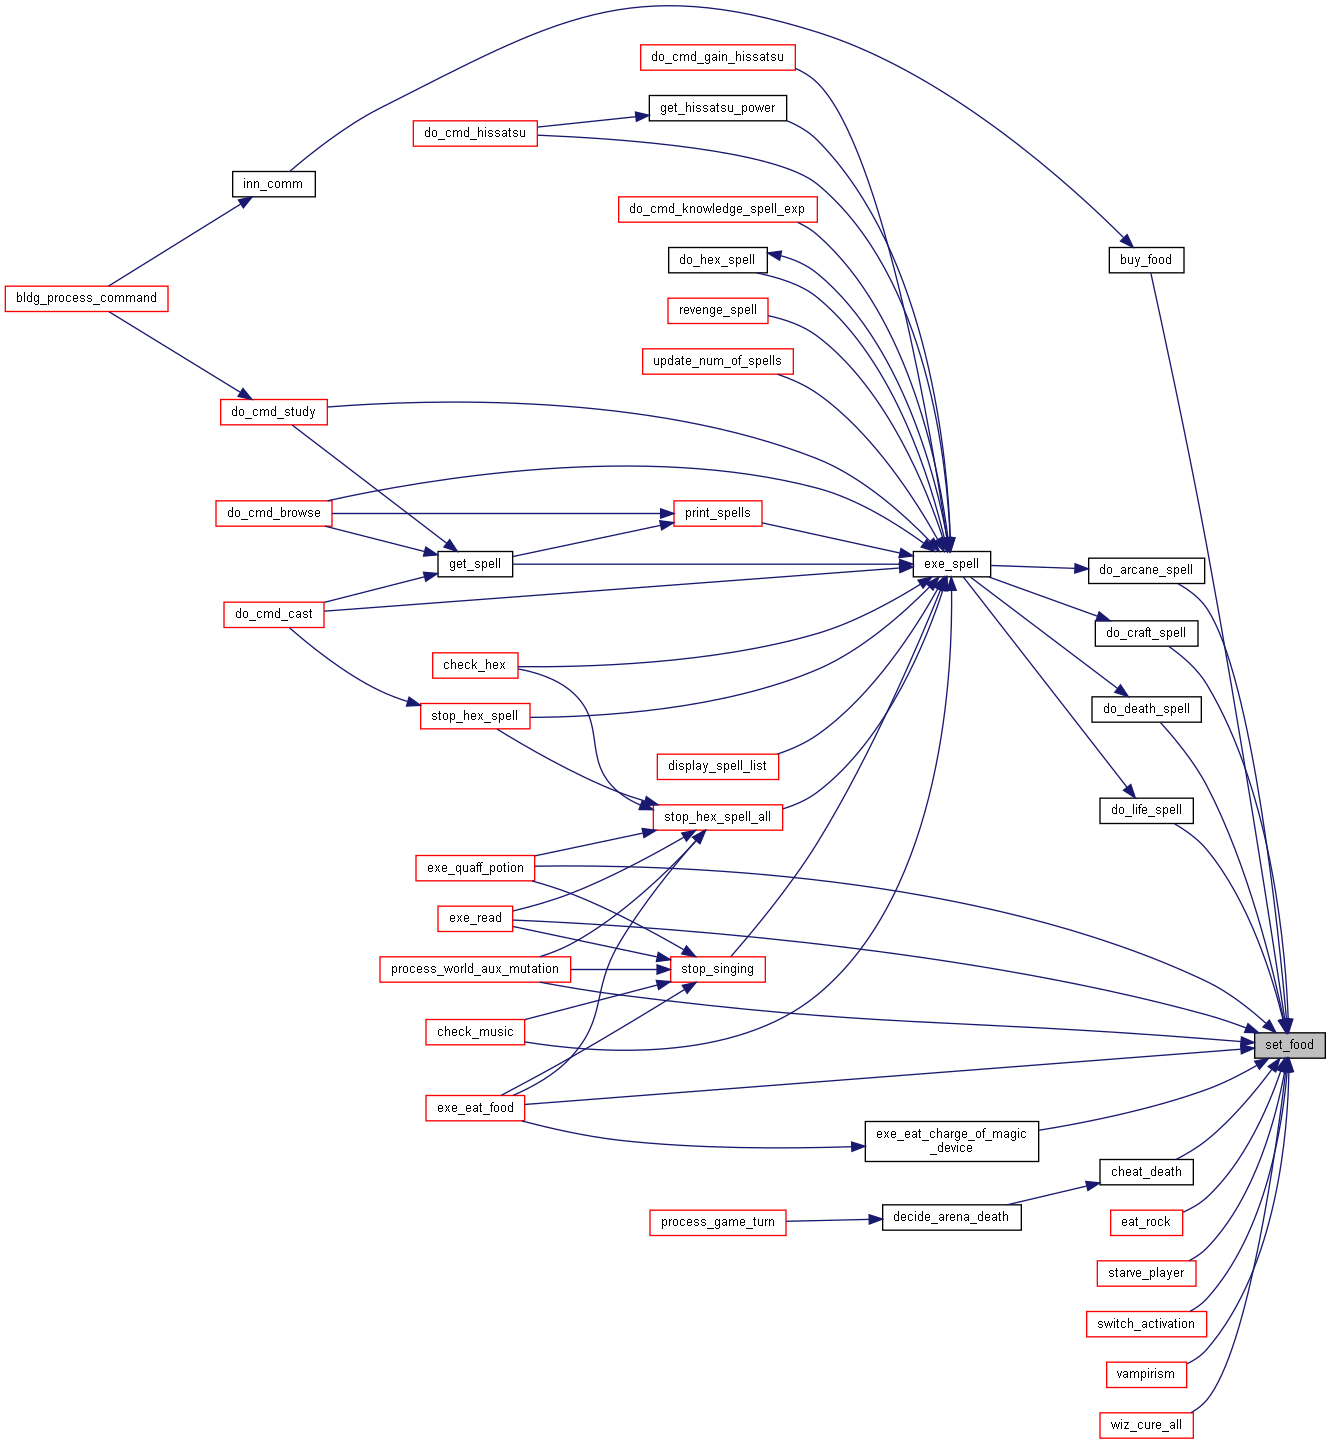 do_cmd_gain_hissatsu
get_hissatsu_power
do_cmd_hissatsu
inn_comm
do_cmd_knowledge_spell_exp
do_hex_spell
buy_food
bldg_process_command
revenge_spell
update_num_of_spells
do_cmd_study
do_cmd_browse
print_spells
get_spell
exe_spell
do_arcane_spell
do_cmd_cast
do_craft_spell
check_hex
do_death_spell
stop_hex_spell
display_spell_list
do_life_spell
stop_hex_spell_all
exe_quaff_potion
exe_read
process_world_aux_mutation
stop_singing
check_music
set_food
exe_eat_food
exe_eat_charge_of_magic
_device
cheat_death
process_game_turn
decide_arena_death
eat_rock
starve_player
switch_activation
vampirism
wiz_cure_all